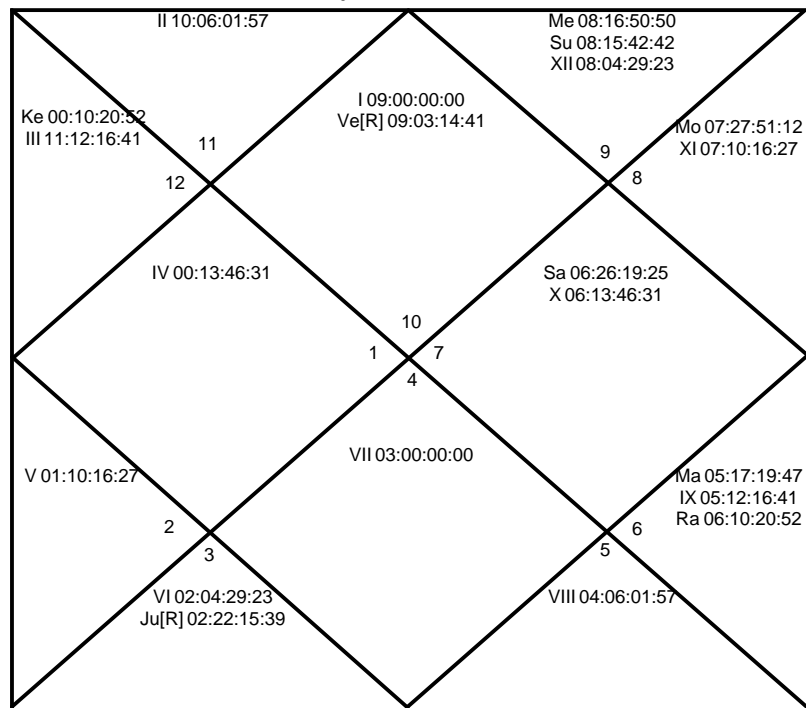 II 10:06:01:57
Me 08:16:50:50
Su 08:15:42:42
XII 08:04:29:23
I 09:00:00:00
Ve[R] 09:03:14:41
Ke 00:10:20:52
III 11:12:16:41
Mo 07:27:51:12
XI 07:10:16:27
11
9
12
8
IV 00:13:46:31
Sa 06:26:19:25
X 06:13:46:31
10
1
7
4
VII 03:00:00:00
V 01:10:16:27
Ma 05:17:19:47
IX 05:12:16:41
Ra 06:10:20:52
2
6
3
5
VI 02:04:29:23
Ju[R] 02:22:15:39
VIII 04:06:01:57